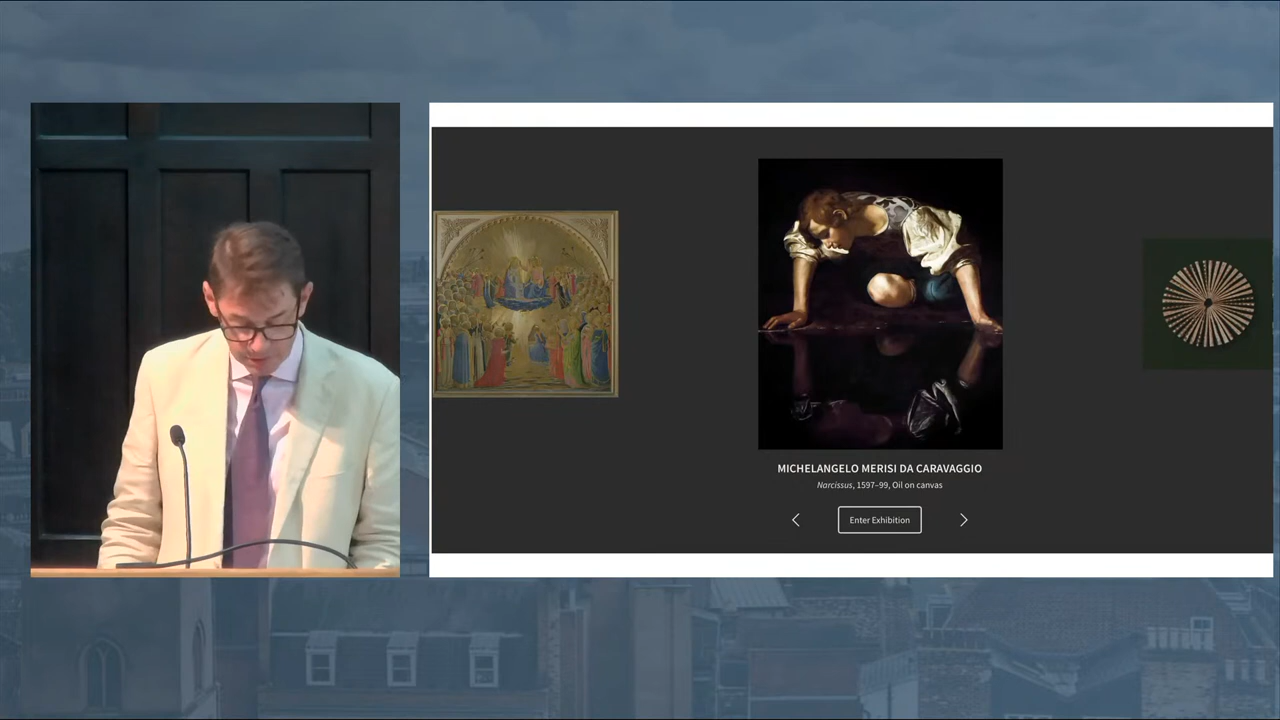 MICHELANGELO MERISI DA CARAVAGGIO
Narcissus, 1597–99, Oil on canvas
Enter Exhibition